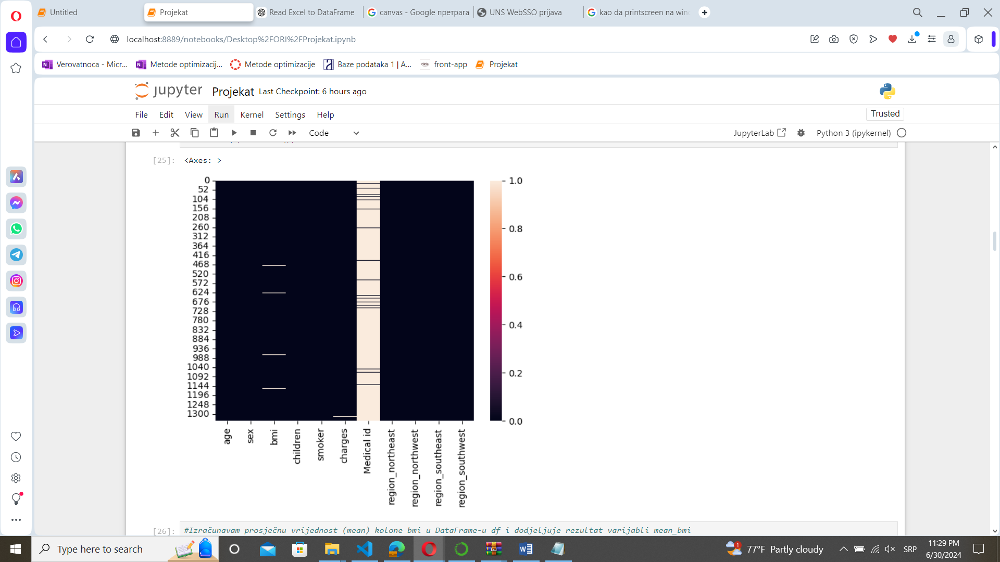 Untitled
Projekat
Read Excel to DataFrame
canvas - Google претрага
UNS WebSSO prijava
kao da printscreen na wind
localhost:8889/notebooks/Desktop%2FORI%2FProjekat.ipynb
Verovatnoca - Micr...
Metode optimizacij...
Metode optimizacije
Baze podataka 1 | A...
front-app
Projekat
jupyter
Projekat
Last Checkpoint: 6 hours ago
File
Edit
View
Run
Kernel
Settings
Help
Trusted
Code
JupyterLab
Python 3 (ipykernel)
[25]:
<Axes: >
0
52
104
156
208
260
312
364
416
468
520
572
624
676
728
780
832
884
936
988
1040
1092
1144
1196
1248
1300
age
sex
bmi
children
smoker
charges
Medical id
region_northeast
region_northwest
region_southeast
region_southwest
1.0
0.8
0.6
0.4
0.2
0.0
[26]:
#Izračunavam prosječnu vrijednost (mean) kolone bmi u DataFrame-u df i dodjeljuje rezultat varijabli mean_bmi
Type here to search
1
77°F Partly cloudy
SRP
11:29 PM
6/30/2024